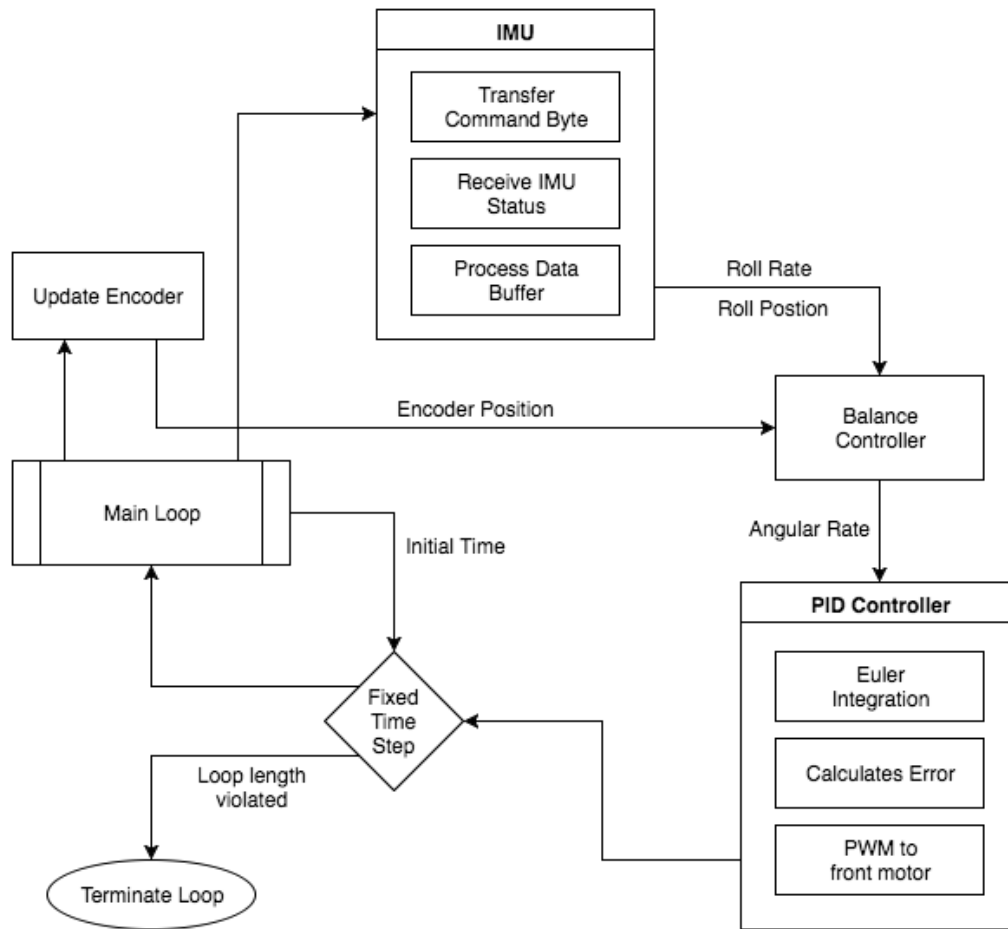 IMU
Transfer
Command Byte
Receive IMU
Status
Process Data
Buffer
Update Encoder
Roll Rate
Roll Postion
Encoder Position
Balance
Controller
Main Loop
Initial Time
Angular Rate
PID Controller
Euler
Integration
Calculates Error
PWM to
front motor
Fixed
Time
Step
Loop length
violated
Terminate Loop